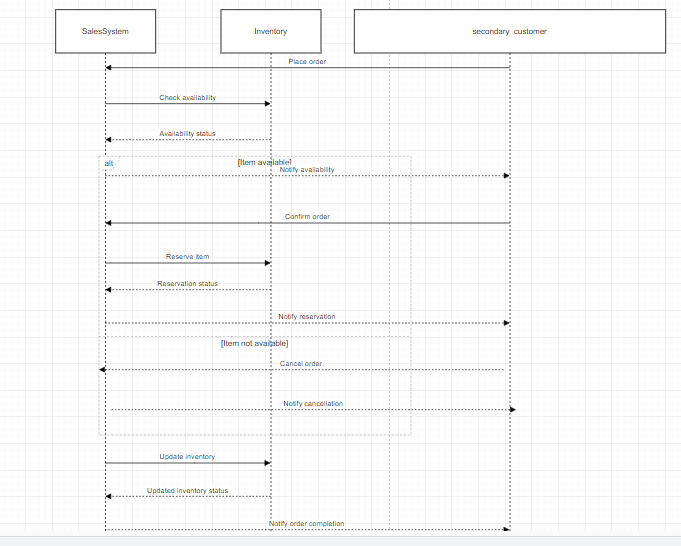 SalesSystem
Inventory
secondary customer
Place order
Check availability
Availability status
alt
[Item available]
Notify availability
Confirm order
Reserve item
Reservation status
Notify reservation
[Item not available]
Cancel order
Notify cancellation
Update inventory
Updated inventory status
Notify order completion